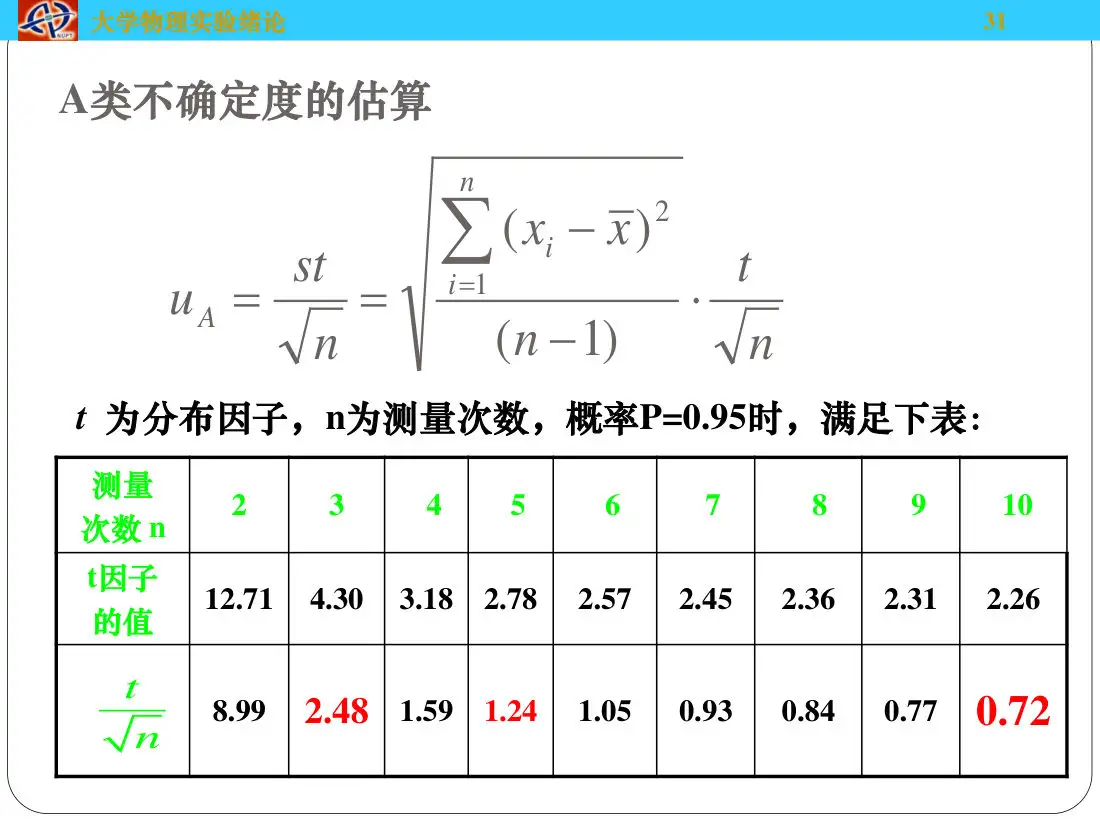 大学物理实验绪论 31
NUPT
A类不确定度的估算
u_A = st/√n = √(∑_{i=1}^{n} (x_i − x̄)² / (n−1)) · t/√n
t 为分布因子，n为测量次数，概率P=0.95时，满足下表：
测量次数 n 2 3 4 5 6 7 8 9 10
t因子的值 12.71 4.30 3.18 2.78 2.57 2.45 2.36 2.31 2.26
t/√n 8.99 2.48 1.59 1.24 1.05 0.93 0.84 0.77 0.72